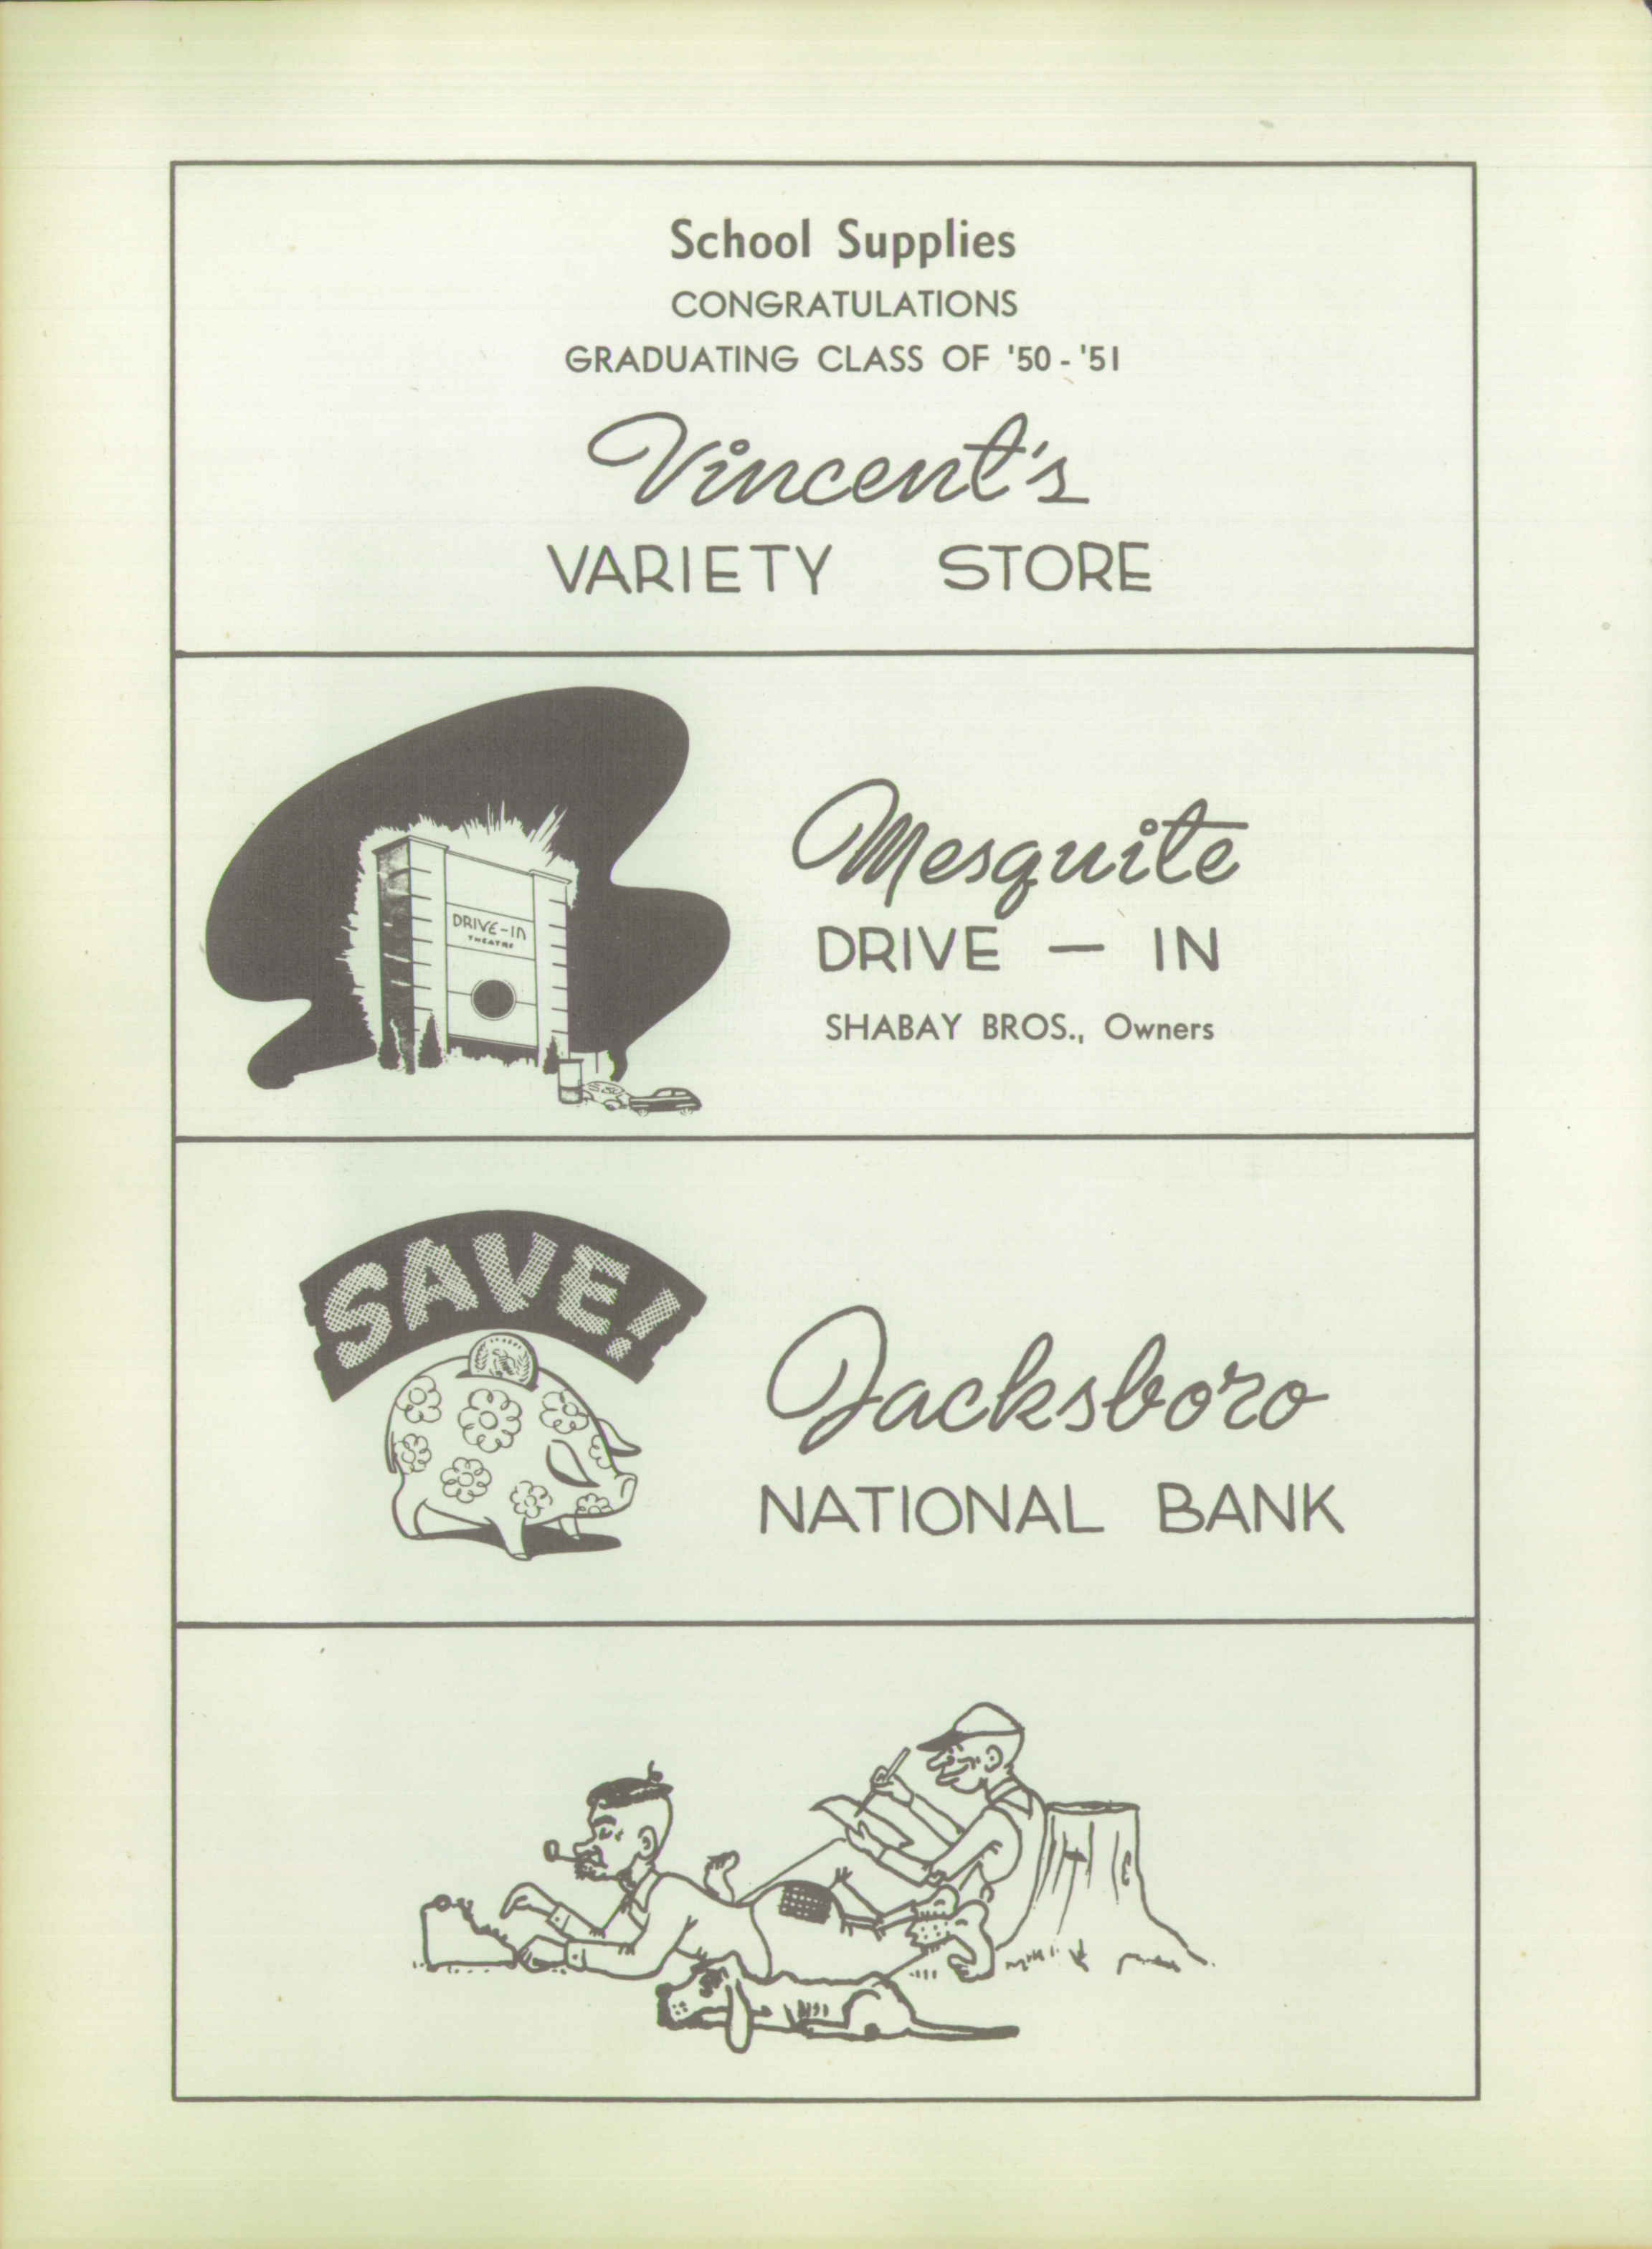 School Supplies
CONGRATULATIONS
GRADUATING CLASS OF '50 - '51
Vincent's
VARIETY STORE
DRIVE-IN
THEATRE
Mesquite
DRIVE — IN
SHABAY BROS., Owners
SAVE!
Jacksboro
NATIONAL BANK